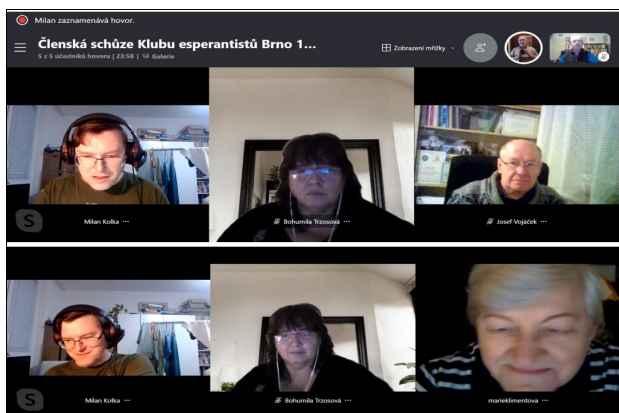 Milan zaznamenává hovor.
Členská schůze Klubu esperantistů Brno 1...
5 z 5 účastníků hovoru | 23:56 | Galerie
Zobrazení mřížky
Milan Kolka ...
Bohumila Trzosová ...
Josef Vojáček ...
S
Milan Kolka ...
Bohumila Trzosová ...
marieklimentova ...
S